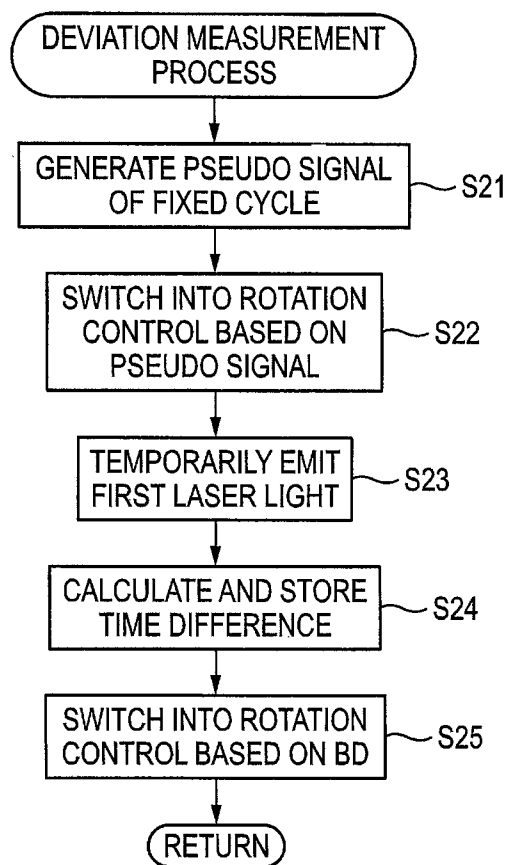 DEVIATION MEASUREMENT
PROCESS
GENERATE PSEUDO SIGNAL
OF FIXED CYCLE
S21
SWITCH INTO ROTATION
CONTROL BASED ON
PSEUDO SIGNAL
S22
TEMPORARILY EMIT
FIRST LASER LIGHT
S23
CALCULATE AND STORE
TIME DIFFERENCE
S24
SWITCH INTO ROTATION
CONTROL BASED ON BD
S25
RETURN